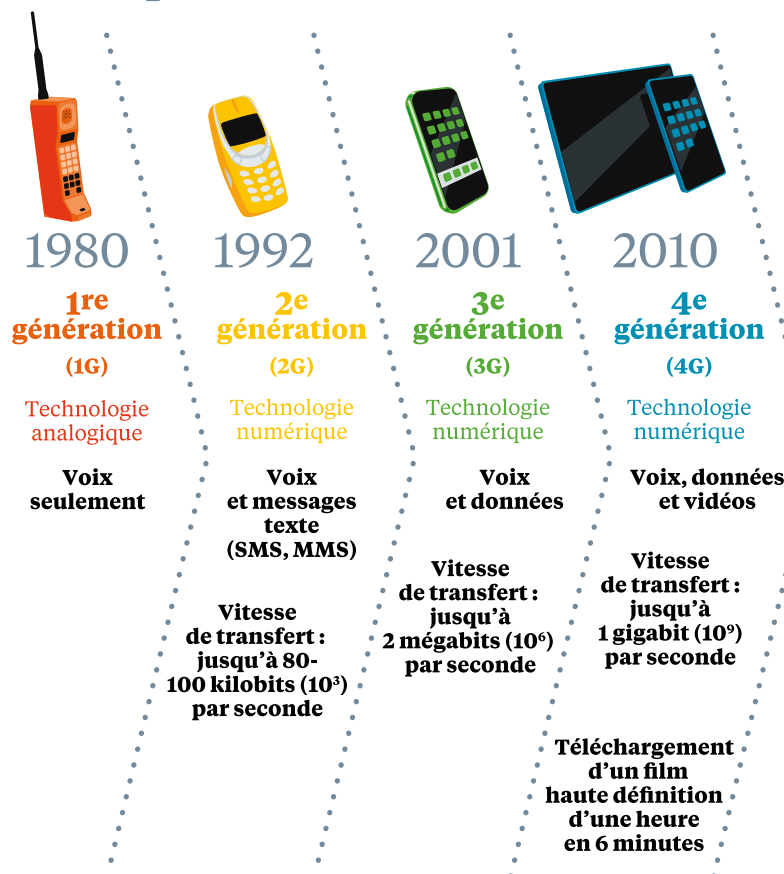 1980
1re
génération
(1G)
Technologie
analogique
Voix
seulement
1992
2e
génération
(2G)
Technologie
numérique
Voix
et messages
texte
(SMS, MMS)
Vitesse
de transfert :
jusqu’à 80-
100 kilobits (10³)
par seconde
2001
3e
génération
(3G)
Technologie
numérique
Voix
et données
Vitesse
de transfert :
jusqu’à
2 mégabits (10⁶)
par seconde
2010
4e
génération
(4G)
Technologie
numérique
Voix, données
et vidéos
Vitesse
de transfert :
jusqu’à
1 gigabit (10⁹)
par seconde
Téléchargement
d’un film
haute définition
d’une heure
en 6 minutes